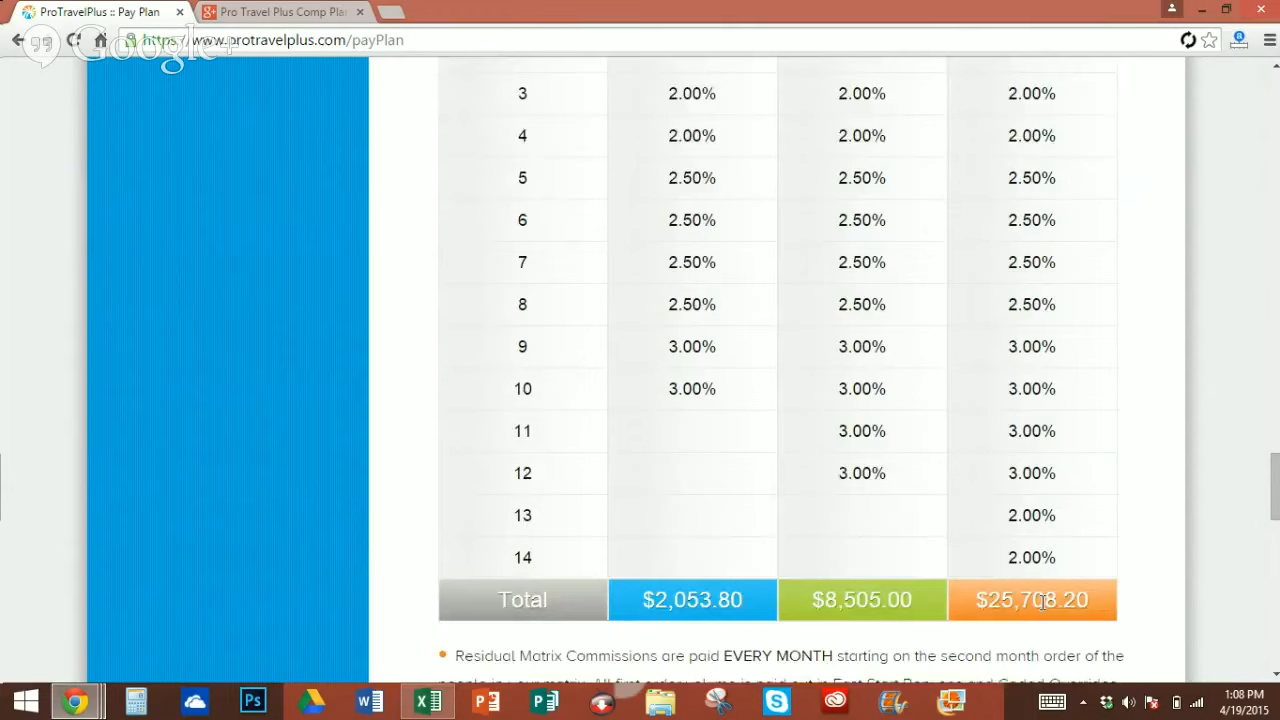 ProTravelPlus :: Pay Plan
Pro Travel Plus Comp Pla
https://www.protravelplus.com/payPlan
Google+
3 2.00% 2.00% 2.00%
4 2.00% 2.00% 2.00%
5 2.50% 2.50% 2.50%
6 2.50% 2.50% 2.50%
7 2.50% 2.50% 2.50%
8 2.50% 2.50% 2.50%
9 3.00% 3.00% 3.00%
10 3.00% 3.00% 3.00%
11 3.00% 3.00%
12 3.00% 3.00%
13 2.00%
14 2.00%
Total $2,053.80 $8,505.00 $25,708.20
Residual Matrix Commissions are paid EVERY MONTH starting on the second month order of the
1:08 PM
4/19/2015